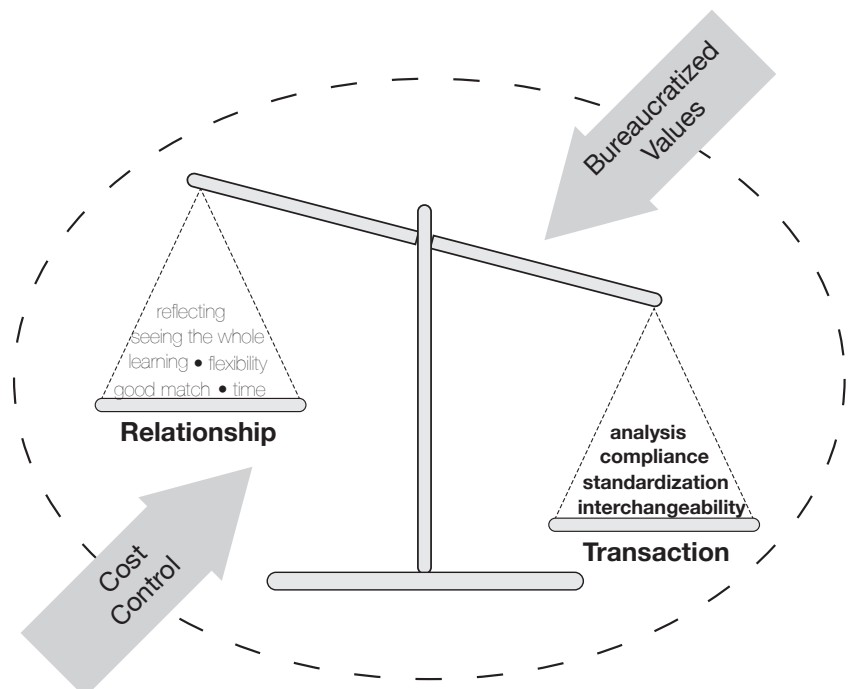 Bureaucratized
Values
reflecting
seeing the whole
learning • flexibility
good match • time
Relationship
analysis
compliance
standardization
interchangeability
Transaction
Cost
Control